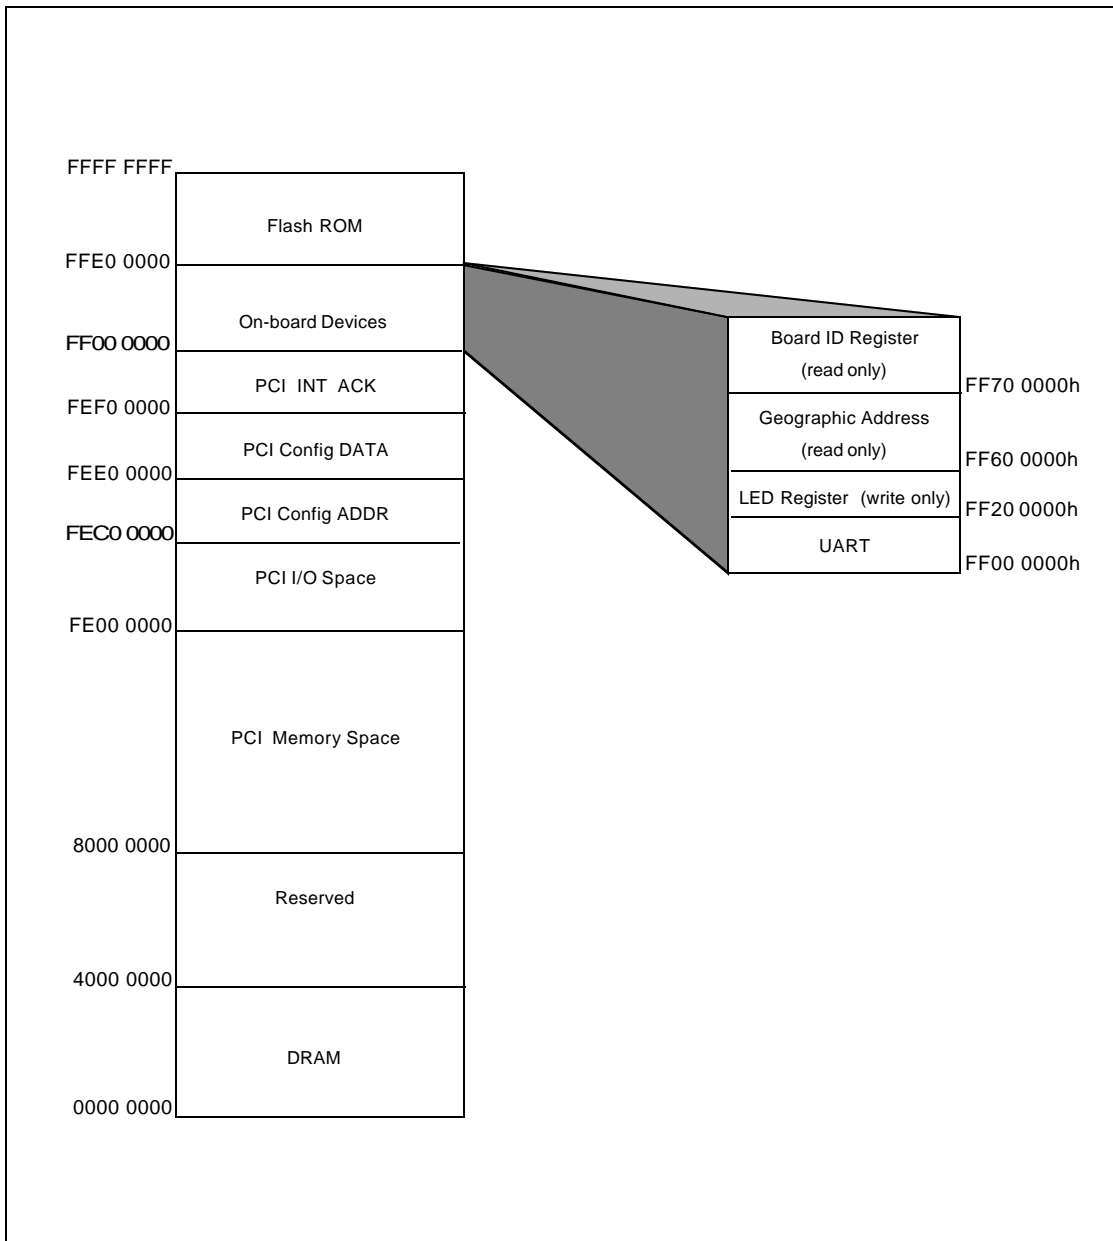 FFFF FFFF
Flash ROM
FFE0 0000
On-board Devices
FF00 0000
PCI INT ACK
FEF0 0000
PCI Config DATA
FEE0 0000
PCI Config ADDR
FEC0 0000
PCI I/O Space
FE00 0000
PCI Memory Space
8000 0000
Reserved
4000 0000
DRAM
0000 0000
Board ID Register
(read only)
FF70 0000h
Geographic Address
(read only)
FF60 0000h
LED Register (write only)
FF20 0000h
UART
FF00 0000h